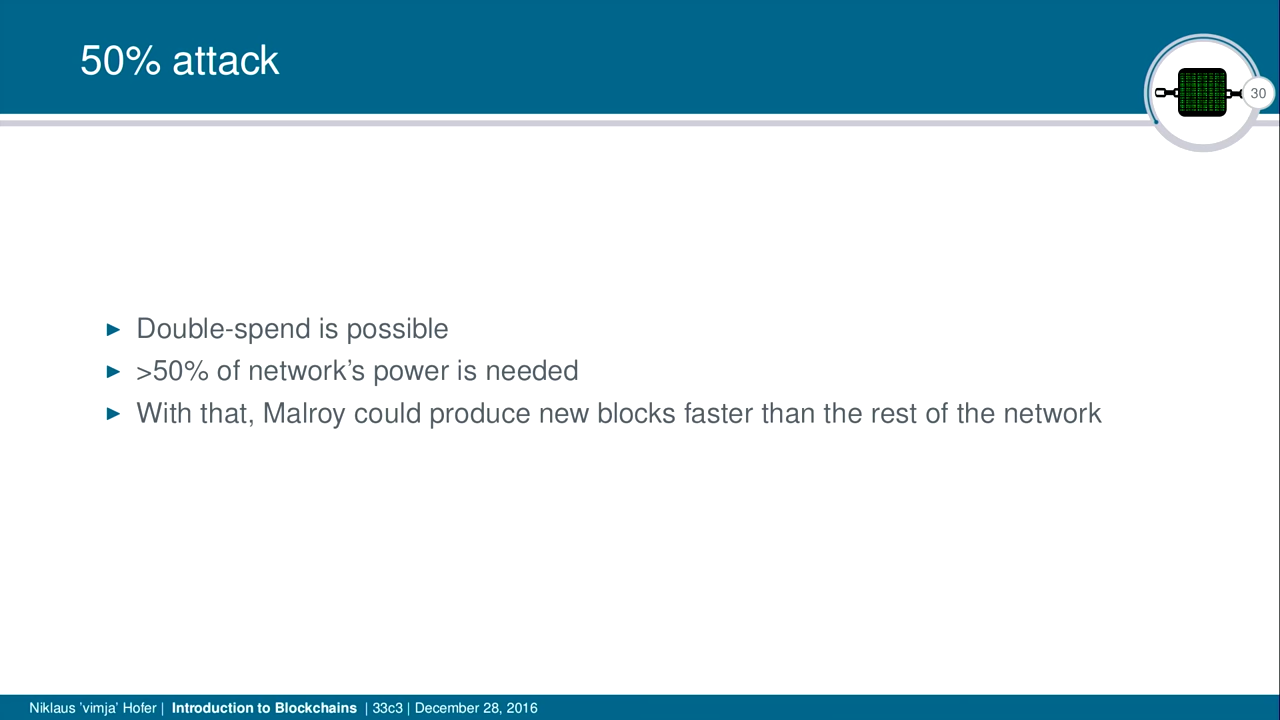 50% attack
30
▶ Double-spend is possible
▶ >50% of network's power is needed
▶ With that, Malroy could produce new blocks faster than the rest of the network
Niklaus 'vimja' Hofer | Introduction to Blockchains | 33c3 | December 28, 2016